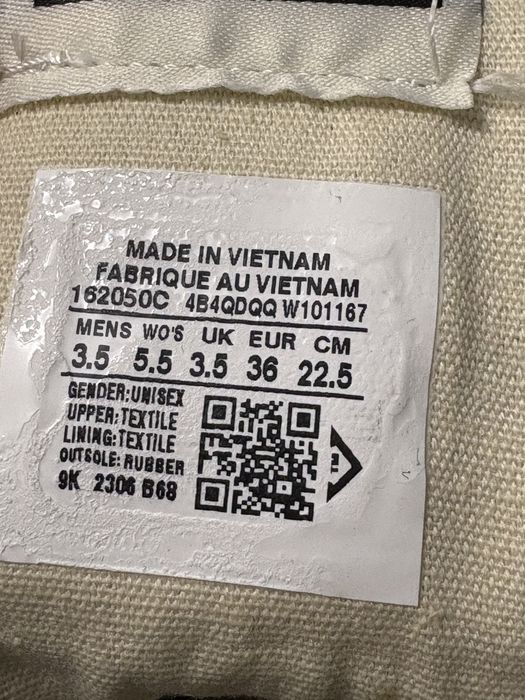 MADE IN VIETNAM
FABRIQUE AU VIETNAM
162050C 4B4QDQQ W101167
MENS WO'S UK EUR CM
3.5 5.5 3.5 36 22.5
GENDER:UNISEX
UPPER:TEXTILE
LINING:TEXTILE
OUTSOLE:RUBBER
9K 2306 B68